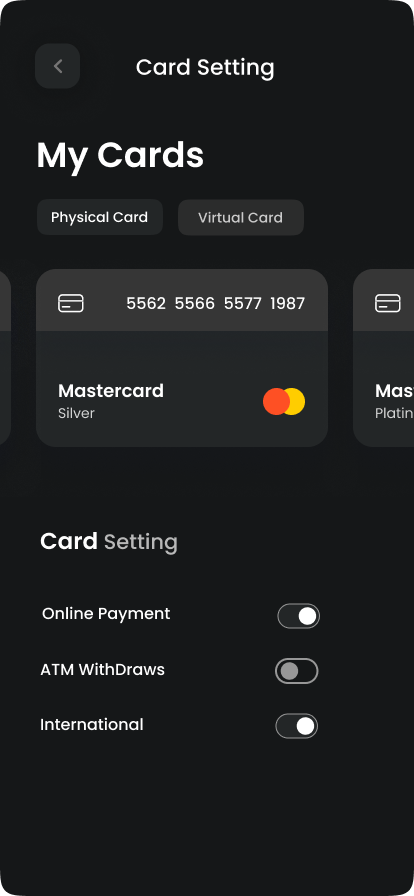 Card Setting
My Cards
Physical Card
Virtual Card
5562 5566 5577 1987
Mastercard
Silver
Mas
Platin
Card Setting
Online Payment
ATM WithDraws
International